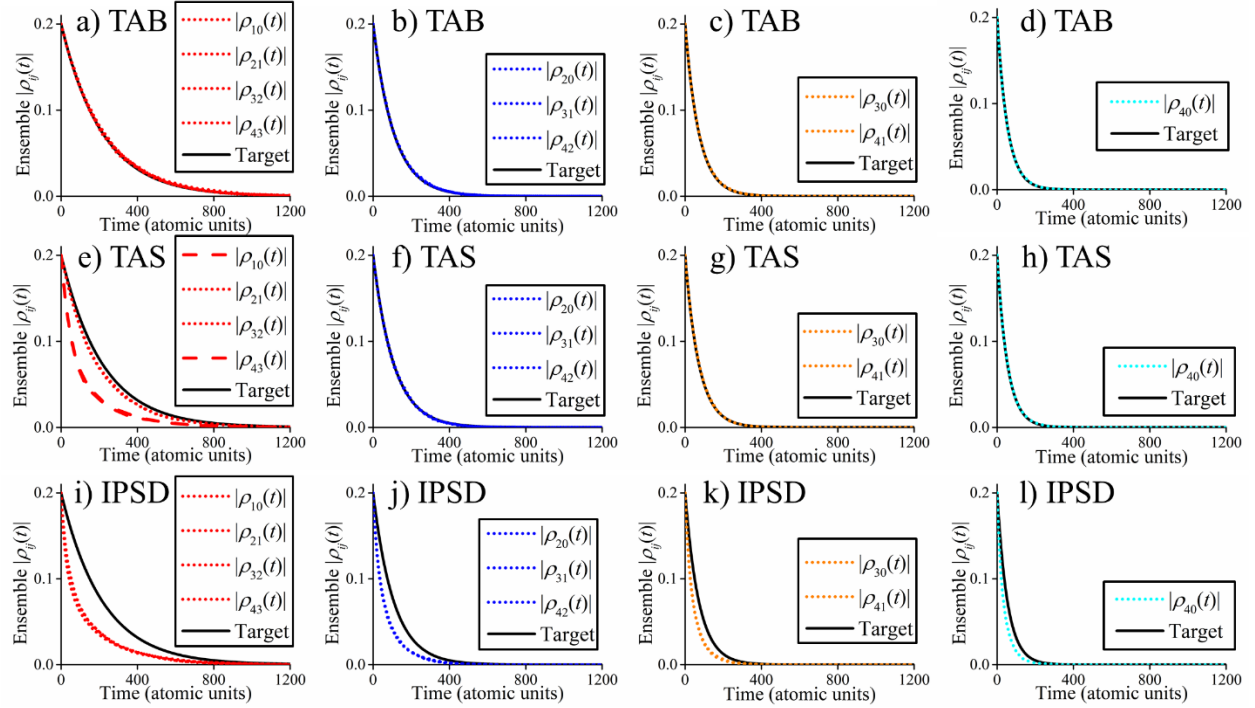 a) TAB
|ρ10(t)|
|ρ21(t)|
|ρ32(t)|
|ρ43(t)|
Target
Ensemble |ρij(t)|
0.2
0.1
0.0
0 400 800 1200
Time (atomic units)
b) TAB
|ρ20(t)|
|ρ31(t)|
|ρ42(t)|
Target
Ensemble |ρij(t)|
0.2
0.1
0.0
0 400 800 1200
Time (atomic units)
c) TAB
|ρ30(t)|
|ρ41(t)|
Target
Ensemble |ρij(t)|
0.2
0.1
0.0
0 400 800 1200
Time (atomic units)
d) TAB
|ρ40(t)|
Target
Ensemble |ρij(t)|
0.2
0.1
0.0
0 400 800 1200
Time (atomic units)
e) TAS
|ρ10(t)|
|ρ21(t)|
|ρ32(t)|
|ρ43(t)|
Target
Ensemble |ρij(t)|
0.2
0.1
0.0
0 400 800 1200
Time (atomic units)
f) TAS
|ρ20(t)|
|ρ31(t)|
|ρ42(t)|
Target
Ensemble |ρij(t)|
0.2
0.1
0.0
0 400 800 1200
Time (atomic units)
g) TAS
|ρ30(t)|
|ρ41(t)|
Target
Ensemble |ρij(t)|
0.2
0.1
0.0
0 400 800 1200
Time (atomic units)
h) TAS
|ρ40(t)|
Target
Ensemble |ρij(t)|
0.2
0.1
0.0
0 400 800 1200
Time (atomic units)
i) IPSD
|ρ10(t)|
|ρ21(t)|
|ρ32(t)|
|ρ43(t)|
Target
Ensemble |ρij(t)|
0.2
0.1
0.0
0 400 800 1200
Time (atomic units)
j) IPSD
|ρ20(t)|
|ρ31(t)|
|ρ42(t)|
Target
Ensemble |ρij(t)|
0.2
0.1
0.0
0 400 800 1200
Time (atomic units)
k) IPSD
|ρ30(t)|
|ρ41(t)|
Target
Ensemble |ρij(t)|
0.2
0.1
0.0
0 400 800 1200
Time (atomic units)
l) IPSD
|ρ40(t)|
Target
Ensemble |ρij(t)|
0.2
0.1
0.0
0 400 800 1200
Time (atomic units)